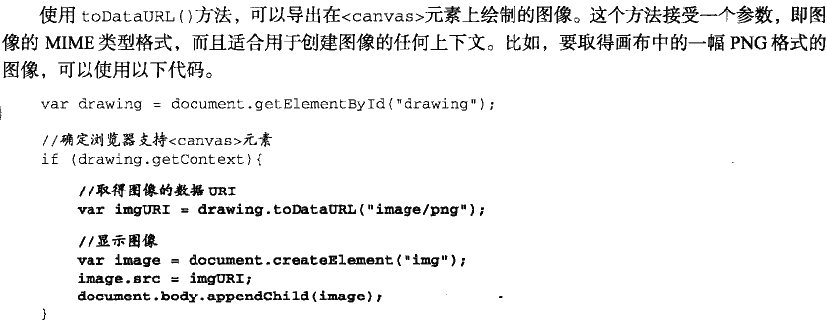 使用 toDataURL()方法，可以导出在<canvas>元素上绘制的图像。这个方法接受一个参数，即图
像的 MIME 类型格式，而且适合用于创建图像的任何上下文。比如，要取得画布中的一幅 PNG 格式的
图像，可以使用以下代码。
var drawing = document.getElementById("drawing");
//确定浏览器支持<canvas>元素
if (drawing.getContext){
//取得图像的数据 URI
var imgURI = drawing.toDataURL("image/png");
//显示图像
var image = document.createElement("img");
image.src = imgURI;
document.body.appendChild(image);
}